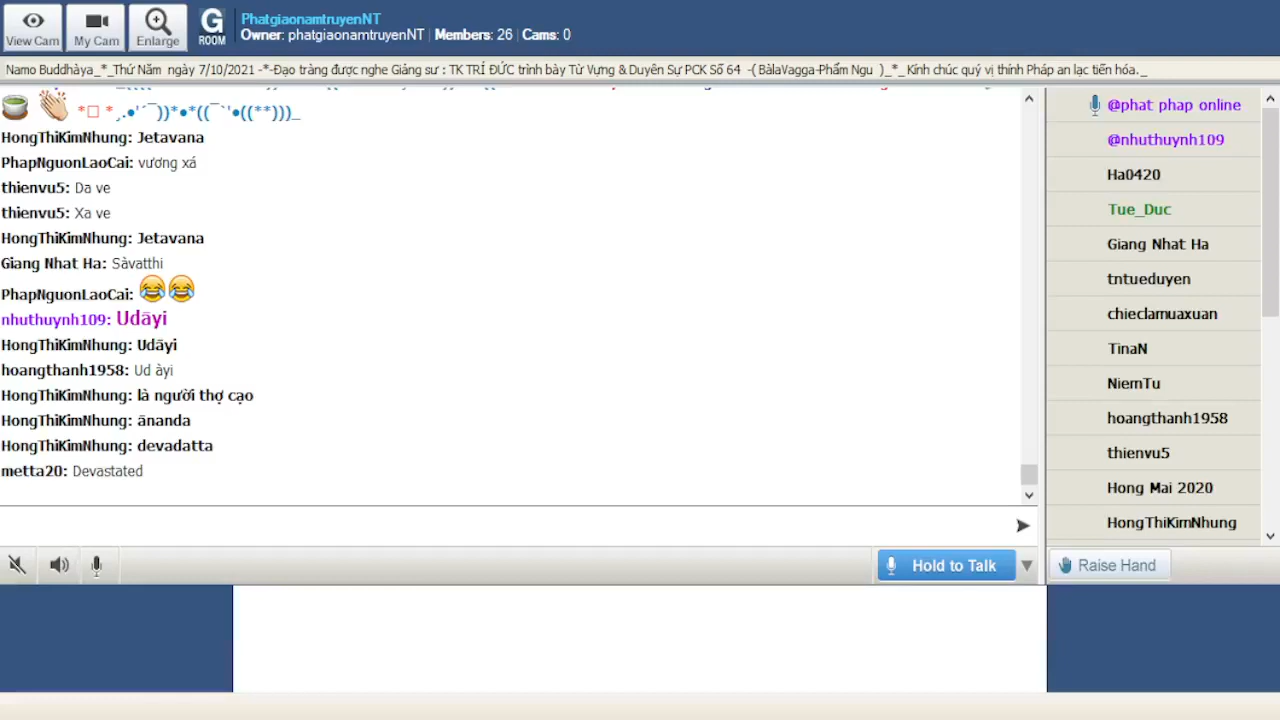 View Cam
My Cam
Enlarge
G
ROOM
PhatgiaonamtruyenNT
Owner: phatgiaonamtruyenNT | Members: 26 | Cams: 0
Namo Buddhàya_*_Thứ Năm ngày 7/10/2021 -*-Đạo tràng được nghe Giảng sư : TK TRÍ ĐỨC trình bày Từ Vựng & Duyên Sự PCK Số 64 -( BàlaVagga-Phẩm Ngu )_*_ Kính chúc quý vị thính Pháp an lạc tiến hóa._
HongThiKimNhung: Jetavana
PhapNguonLaoCai: vương xá
thienvu5: Da ve
thienvu5: Xa ve
HongThiKimNhung: Jetavana
Giang Nhat Ha: Sàvatthi
PhapNguonLaoCai: 😂😂
nhuthuynh109: Udāyi
HongThiKimNhung: Udāyi
hoangthanh1958: Ud àyi
HongThiKimNhung: là người thợ cạo
HongThiKimNhung: ānanda
HongThiKimNhung: devadatta
metta20: Devastated
@phat phap online
@nhuthuynh109
Ha0420
Tue_Duc
Giang Nhat Ha
tntueduyen
chieclamuaxuan
TinaN
NiemTu
hoangthanh1958
thienvu5
Hong Mai 2020
HongThiKimNhung
Hold to Talk
Raise Hand